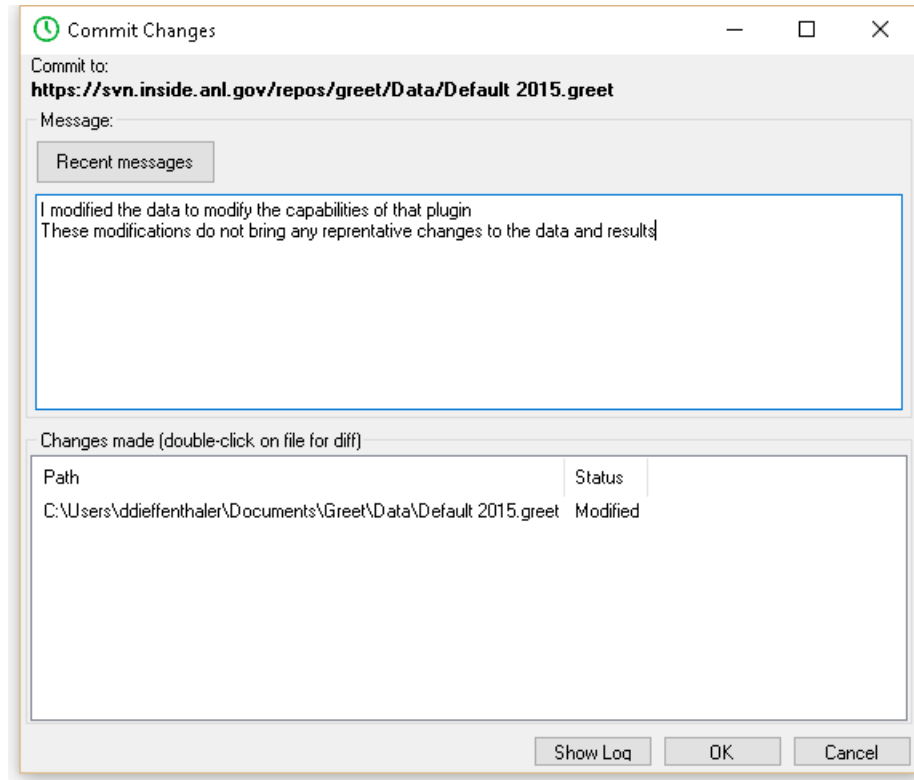 Commit Changes
Commit to:
https://svn.inside.anl.gov/repos/greet/Data/Default 2015.greet
Message:
Recent messages
I modified the data to modify the capabilities of that plugin
These modifications do not bring any reprentative changes to the data and results
Changes made (double-click on file for diff)
Path Status
C:\Users\ddieffenthaler\Documents\Greet\Data\Default 2015.greet Modified
Show Log OK Cancel